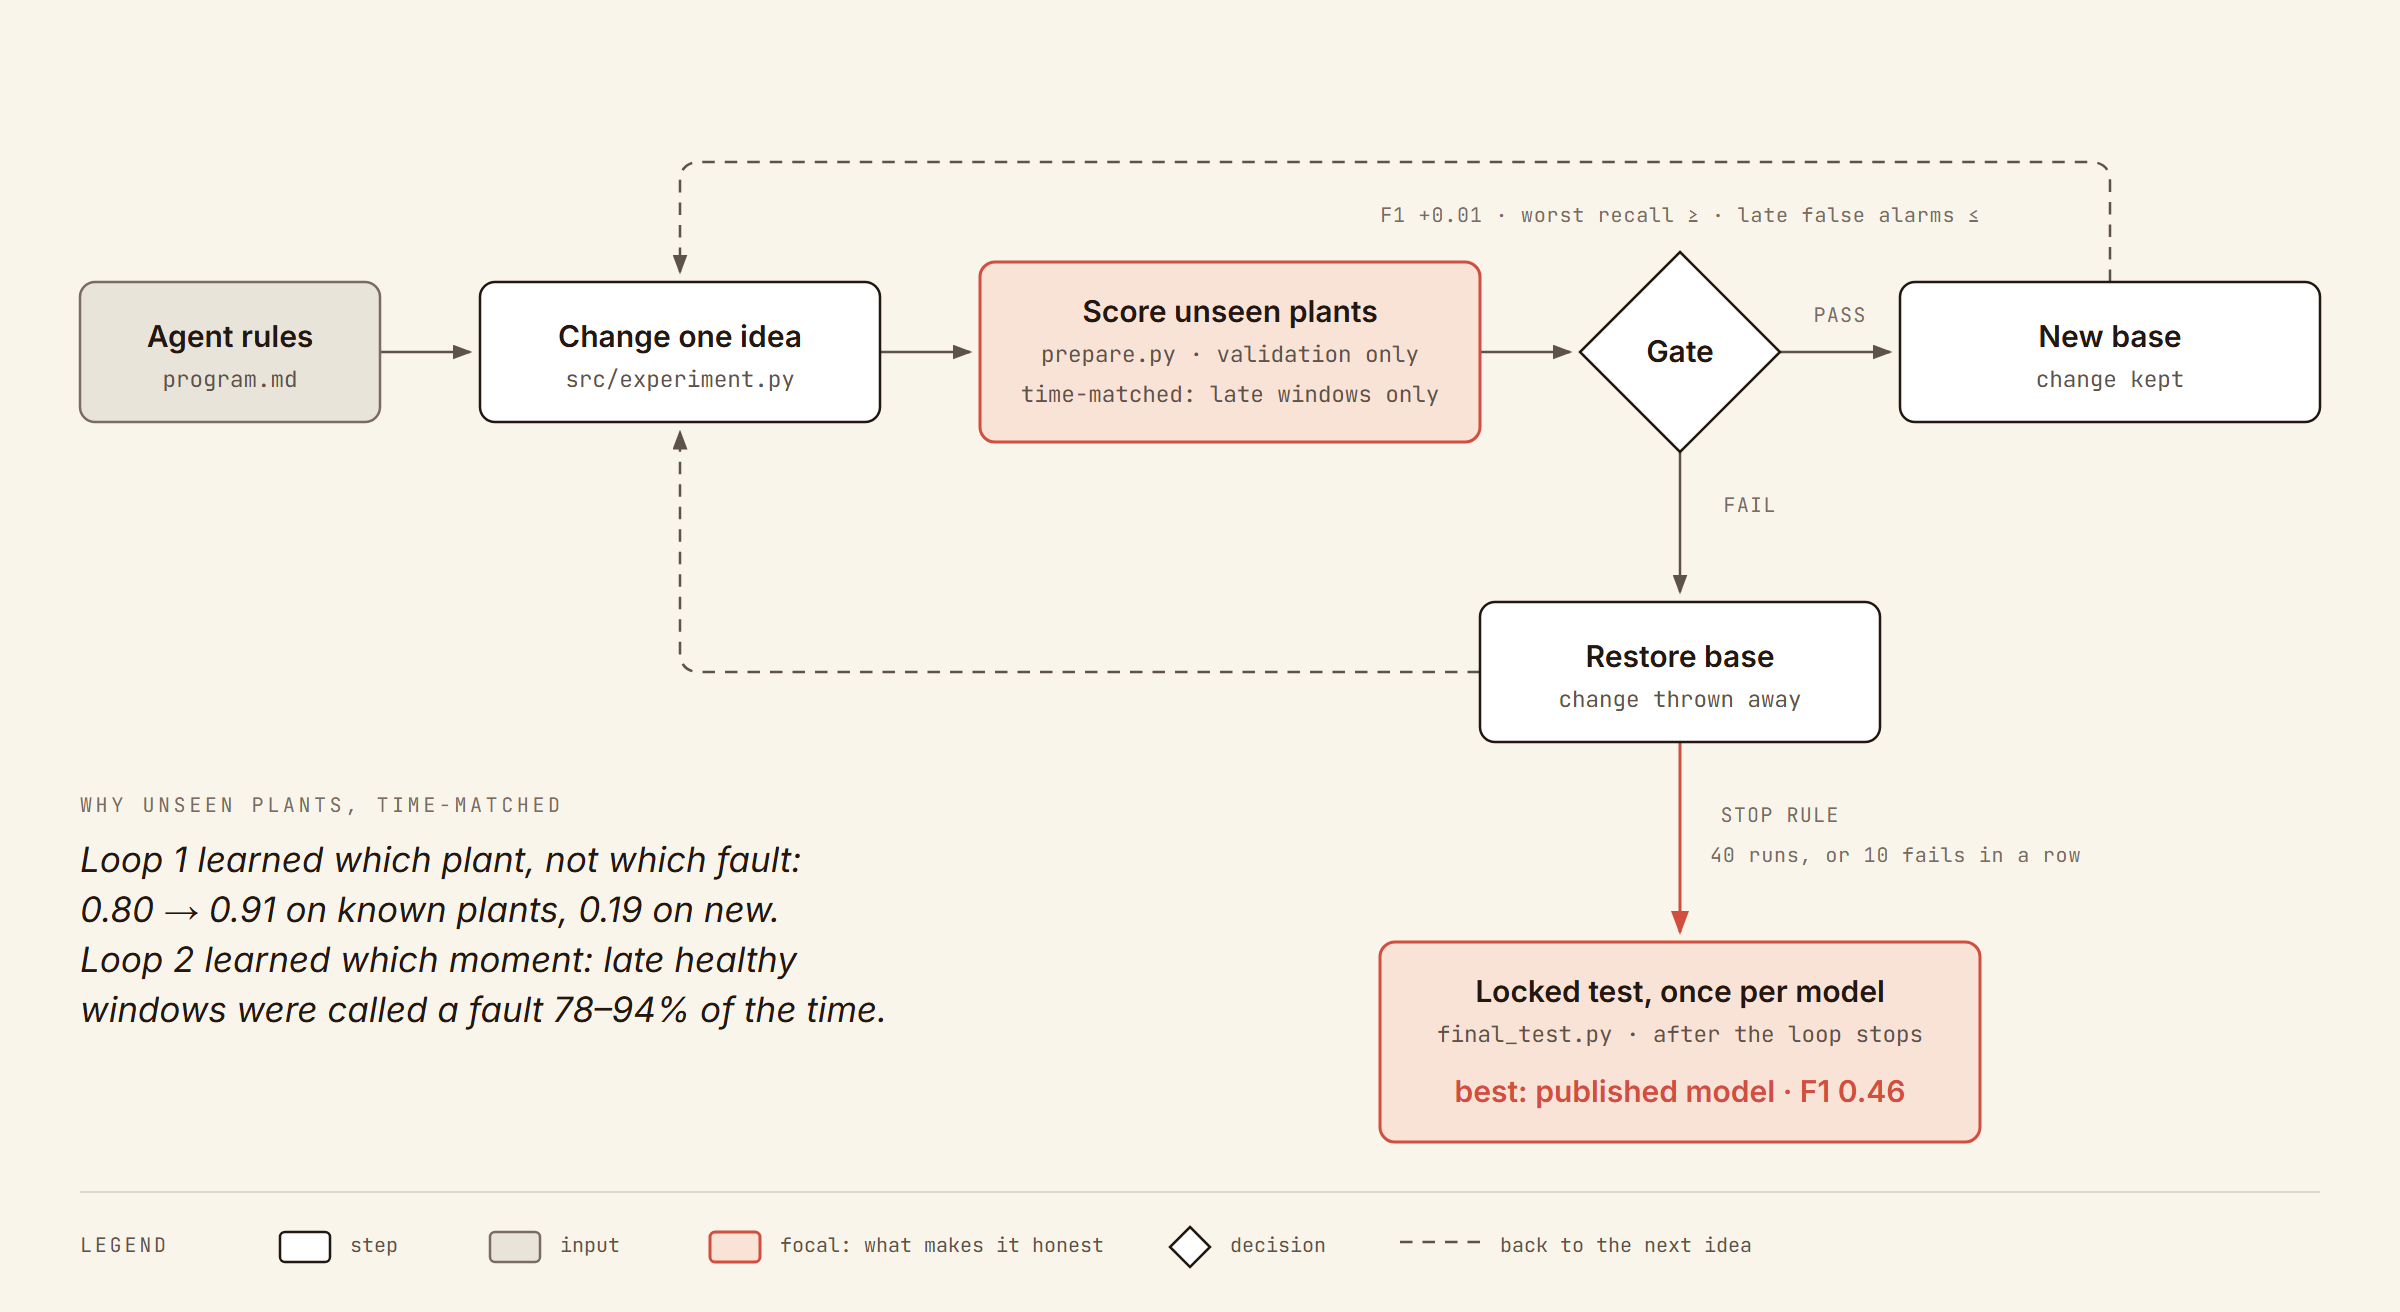 F1 +0.01 · worst recall ≥ · late false alarms ≤
Agent rules
program.md
Change one idea
src/experiment.py
Score unseen plants
prepare.py · validation only
time-matched: late windows only
Gate
PASS
New base
change kept
FAIL
Restore base
change thrown away
STOP RULE
40 runs, or 10 fails in a row
WHY UNSEEN PLANTS, TIME-MATCHED
Loop 1 learned which plant, not which fault:
0.80 → 0.91 on known plants, 0.19 on new.
Loop 2 learned which moment: late healthy
windows were called a fault 78–94% of the time.
Locked test, once per model
final_test.py · after the loop stops
best: published model · F1 0.46
LEGEND
step
input
focal: what makes it honest
decision
back to the next idea